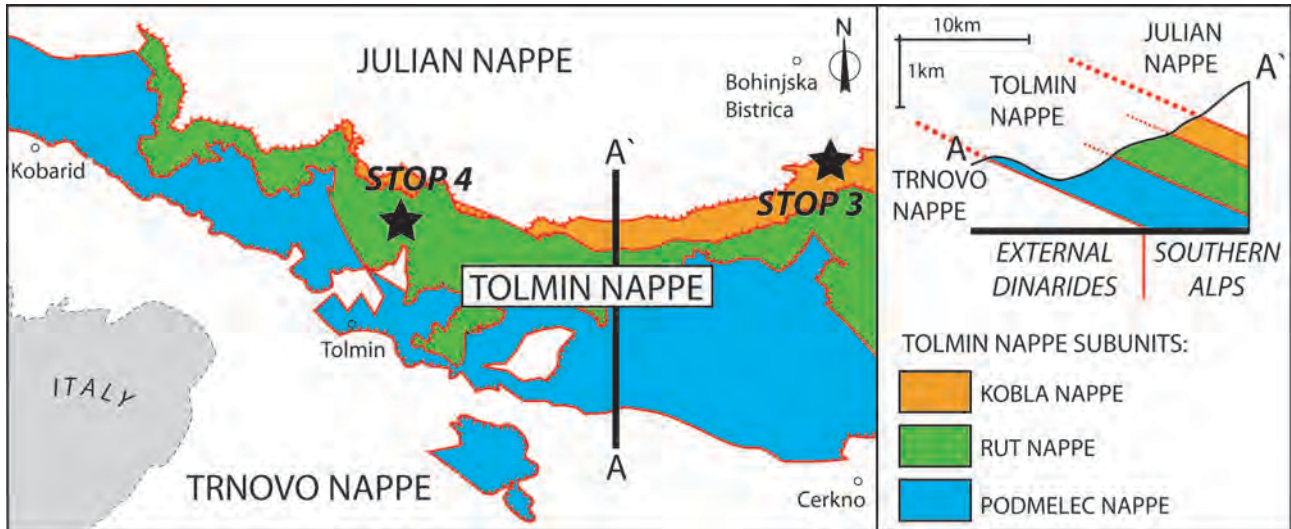 JULIAN NAPPE
N
Bohinjska
Bistrica
Kobarid
A`
STOP 4
STOP 3
TOLMIN NAPPE
Tolmin
ITALY
TRNOVO NAPPE
A
Cerkno
10km
1km
JULIAN
NAPPE
A`
TOLMIN
NAPPE
A
TRNOVO
NAPPE
EXTERNAL
DINARIDES
SOUTHERN
ALPS
TOLMIN NAPPE SUBUNITS:
KOBLA NAPPE
RUT NAPPE
PODMELEC NAPPE